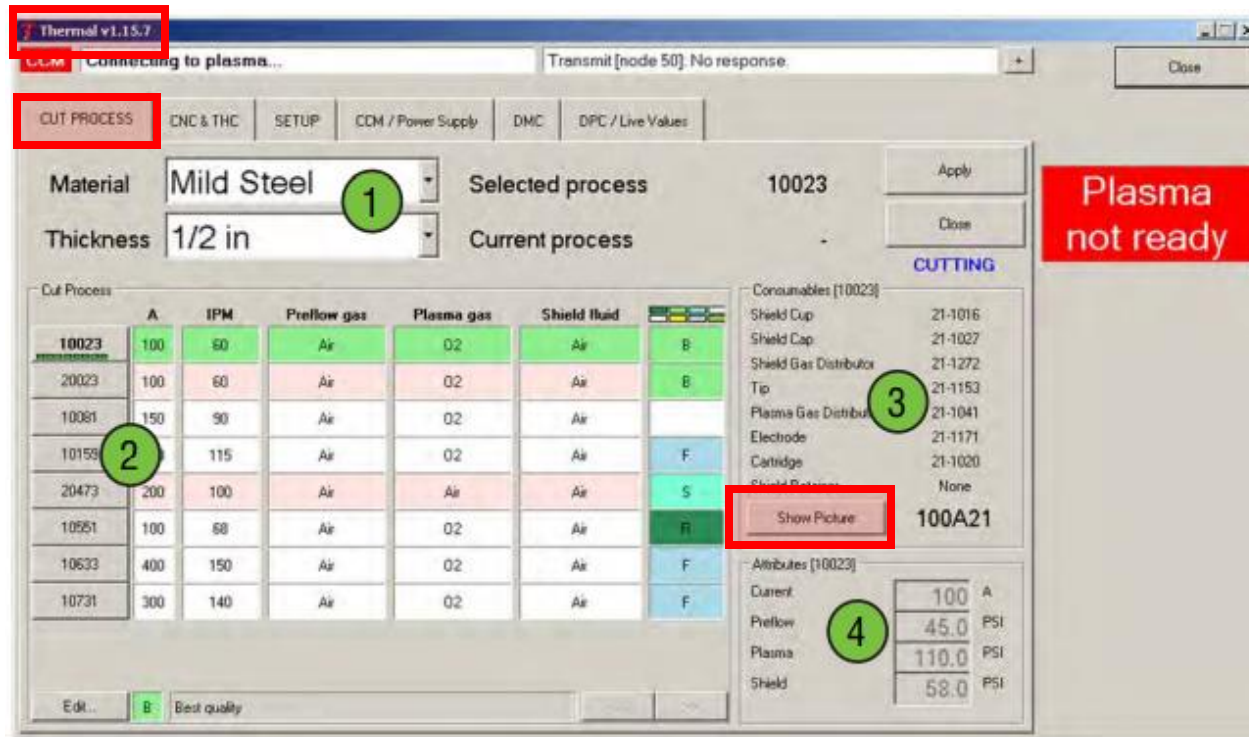 Thermal v1.15.7
CCM Connecting to plasma... Transmit [node 50]: No response. +
Close
CUT PROCESS CNC & THC SETUP CCM / Power Supply DMC DPC / Live Values
Material Mild Steel 1 Selected process 10023 Apply
Thickness 1/2 in Current process - Close
CUTTING
Plasma
not ready
Cut Process
A IPM Preflow gas Plasma gas Shield fluid
10023 100 60 Air O2 Air B
20023 100 60 Air O2 Air B
10081 150 90 Air O2 Air
10159 2 115 Air O2 Air F
20473 200 100 Air Air Air S
10551 100 68 Air O2 Air R
10633 400 150 Air O2 Air F
10731 300 140 Air O2 Air F
Edit... B Best quality
Consumables [10023]
Shield Cup 21-1016
Shield Cap 21-1027
Shield Gas Distributor 21-1272
Tip 21-1153
Plasma Gas 3 21-1041
Electrode 21-1171
Cartridge 21-1020
Shield Retainer None
Show Picture 100A21
Attributes [10023]
Current 100 A
Preflow 4 45.0 PSI
Plasma 110.0 PSI
Shield 58.0 PSI